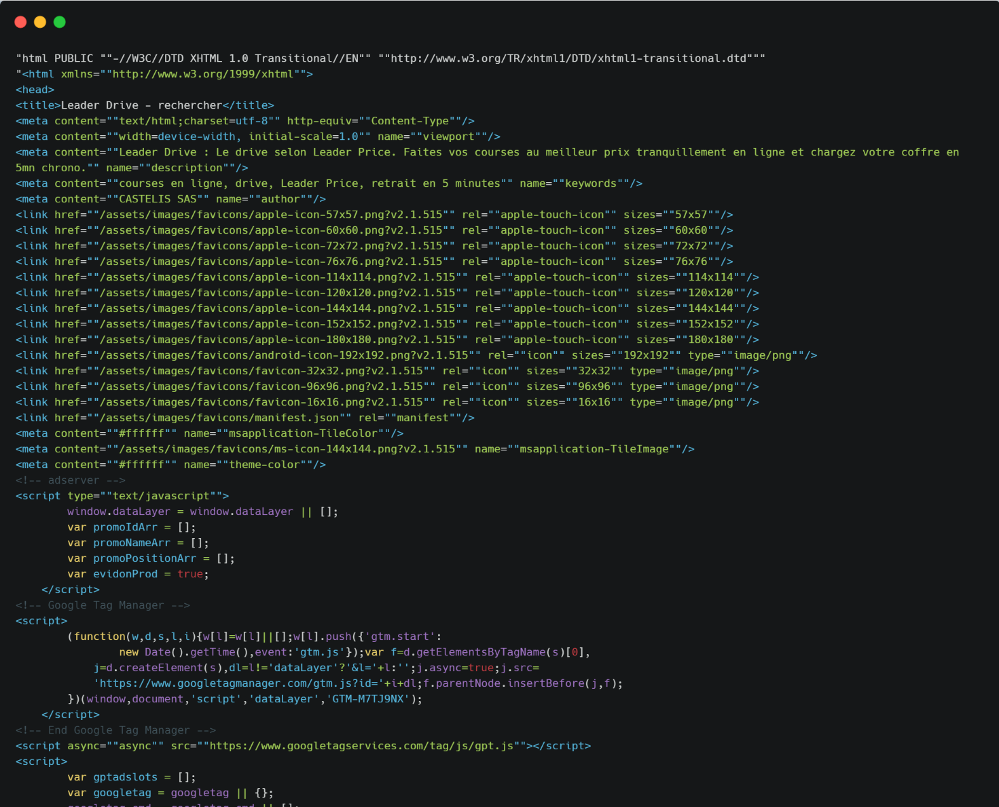 "html PUBLIC ""-//W3C//DTD XHTML 1.0 Transitional//EN"" ""http://www.w3.org/TR/xhtml1/DTD/xhtml1-transitional.dtd"""
"<html xmlns=""http://www.w3.org/1999/xhtml"">
<head>
<title>Leader Drive - rechercher</title>
<meta content=""text/html;charset=utf-8"" http-equiv=""Content-Type""/>
<meta content=""width=device-width, initial-scale=1.0"" name=""viewport""/>
<meta content=""Leader Drive : Le drive selon Leader Price. Faites vos courses au meilleur prix tranquillement en ligne et chargez votre coffre en
5mn chrono."" name=""description""/>
<meta content=""courses en ligne, drive, Leader Price, retrait en 5 minutes"" name=""keywords""/>
<meta content=""CASTELIS SAS"" name=""author""/>
<link href=""/assets/images/favicons/apple-icon-57x57.png?v2.1.515"" rel=""apple-touch-icon"" sizes=""57x57""/>
<link href=""/assets/images/favicons/apple-icon-60x60.png?v2.1.515"" rel=""apple-touch-icon"" sizes=""60x60""/>
<link href=""/assets/images/favicons/apple-icon-72x72.png?v2.1.515"" rel=""apple-touch-icon"" sizes=""72x72""/>
<link href=""/assets/images/favicons/apple-icon-76x76.png?v2.1.515"" rel=""apple-touch-icon"" sizes=""76x76""/>
<link href=""/assets/images/favicons/apple-icon-114x114.png?v2.1.515"" rel=""apple-touch-icon"" sizes=""114x114""/>
<link href=""/assets/images/favicons/apple-icon-120x120.png?v2.1.515"" rel=""apple-touch-icon"" sizes=""120x120""/>
<link href=""/assets/images/favicons/apple-icon-144x144.png?v2.1.515"" rel=""apple-touch-icon"" sizes=""144x144""/>
<link href=""/assets/images/favicons/apple-icon-152x152.png?v2.1.515"" rel=""apple-touch-icon"" sizes=""152x152""/>
<link href=""/assets/images/favicons/apple-icon-180x180.png?v2.1.515"" rel=""apple-touch-icon"" sizes=""180x180""/>
<link href=""/assets/images/favicons/android-icon-192x192.png?v2.1.515"" rel=""icon"" sizes=""192x192"" type=""image/png""/>
<link href=""/assets/images/favicons/favicon-32x32.png?v2.1.515"" rel=""icon"" sizes=""32x32"" type=""image/png""/>
<link href=""/assets/images/favicons/favicon-96x96.png?v2.1.515"" rel=""icon"" sizes=""96x96"" type=""image/png""/>
<link href=""/assets/images/favicons/favicon-16x16.png?v2.1.515"" rel=""icon"" sizes=""16x16"" type=""image/png""/>
<link href=""/assets/images/favicons/manifest.json"" rel=""manifest""/>
<meta content=""#ffffff"" name=""msapplication-TileColor""/>
<meta content=""/assets/images/favicons/ms-icon-144x144.png?v2.1.515"" name=""msapplication-TileImage""/>
<meta content=""#ffffff"" name=""theme-color""/>
<!-- adserver -->
<script type=""text/javascript"">
        window.dataLayer = window.dataLayer || [];
        var promoIdArr = [];
        var promoNameArr = [];
        var promoPositionArr = [];
        var evidonProd = true;
    </script>
<!-- Google Tag Manager -->
<script>
        (function(w,d,s,l,i){w[l]=w[l]||[];w[l].push({'gtm.start':
                new Date().getTime(),event:'gtm.js'});var f=d.getElementsByTagName(s)[0],
            j=d.createElement(s),dl=l!='dataLayer'?'&l='+l:'';j.async=true;j.src=
            'https://www.googletagmanager.com/gtm.js?id='+i+dl;f.parentNode.insertBefore(j,f);
        })(window,document,'script','dataLayer','GTM-M7TJ9NX');
    </script>
<!-- End Google Tag Manager -->
<script async=""async"" src=""https://www.googletagservices.com/tag/js/gpt.js""></script>
<script>
        var gptadslots = [];
        var googletag = googletag || {};